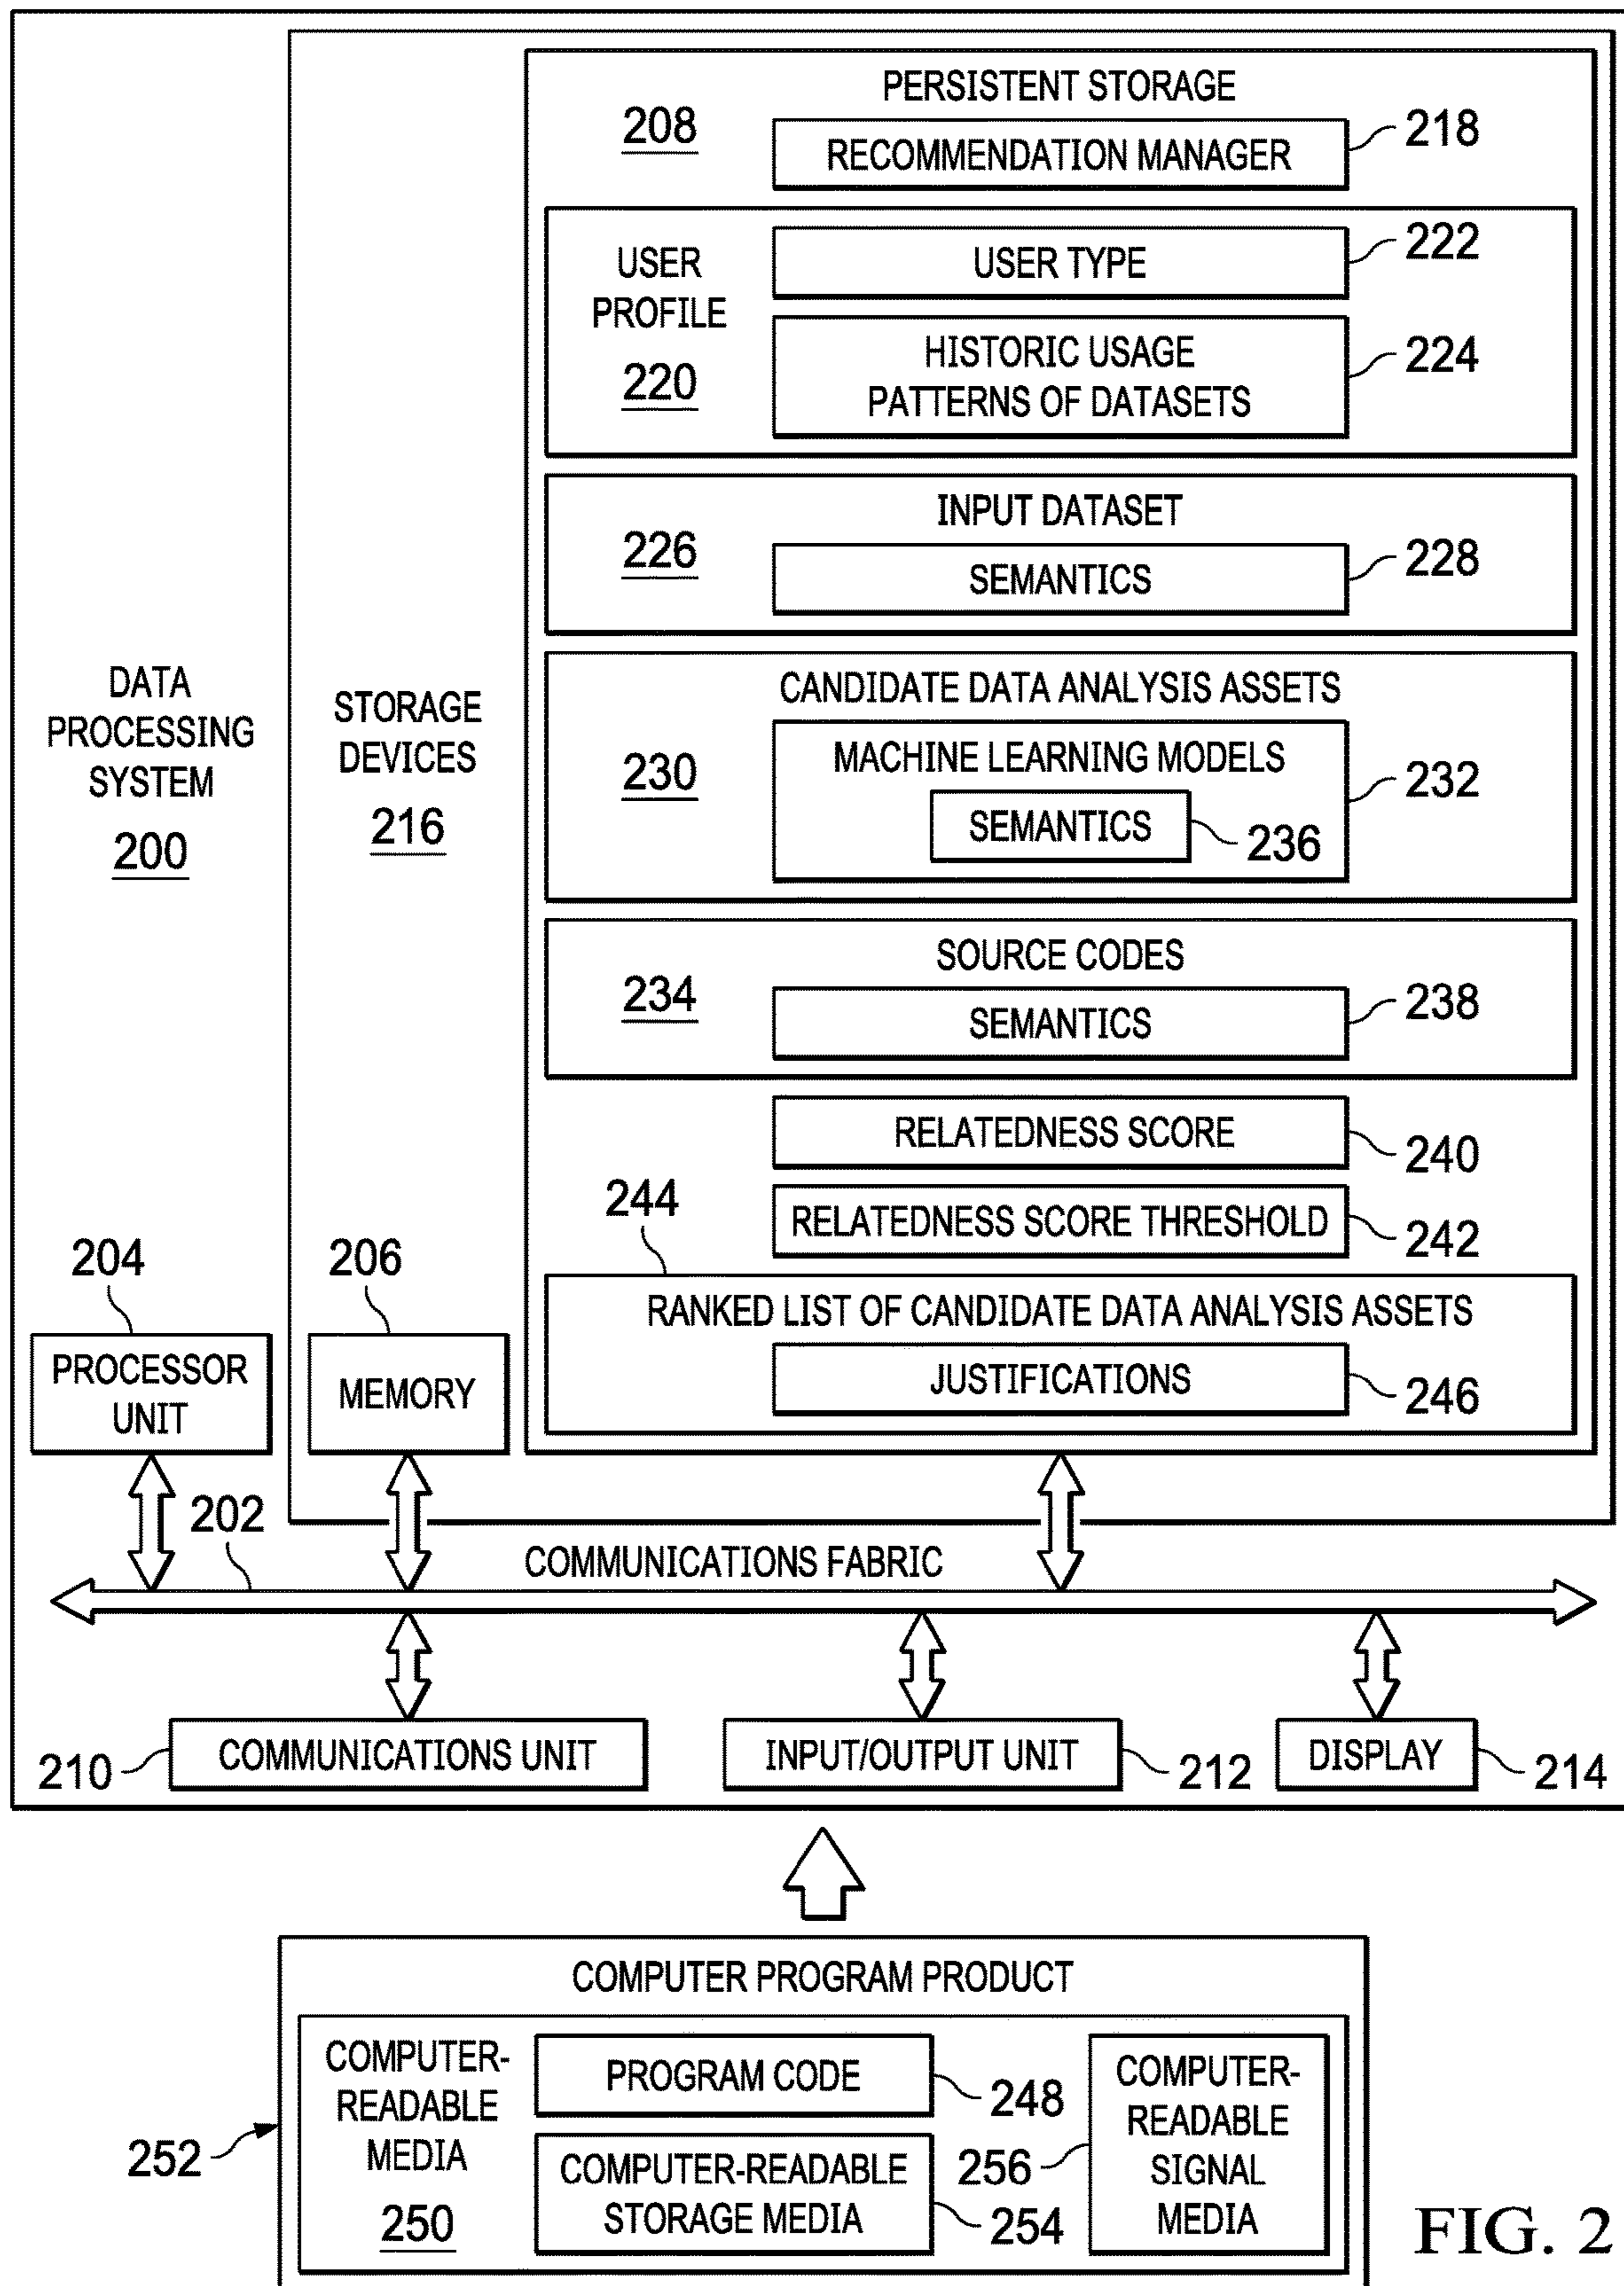 PERSISTENT STORAGE
208
RECOMMENDATION MANAGER
218
USER
PROFILE
220
USER TYPE
222
HISTORIC USAGE
PATTERNS OF DATASETS
224
INPUT DATASET
226
SEMANTICS
228
DATA
PROCESSING
SYSTEM
200
STORAGE
DEVICES
216
CANDIDATE DATA ANALYSIS ASSETS
230
MACHINE LEARNING MODELS
232
SEMANTICS
236
SOURCE CODES
234
SEMANTICS
238
RELATEDNESS SCORE
240
RELATEDNESS SCORE THRESHOLD
242
244
RANKED LIST OF CANDIDATE DATA ANALYSIS ASSETS
JUSTIFICATIONS
246
204
PROCESSOR
UNIT
206
MEMORY
202
COMMUNICATIONS FABRIC
210
COMMUNICATIONS UNIT
INPUT/OUTPUT UNIT
212
DISPLAY
214
COMPUTER PROGRAM PRODUCT
252
COMPUTER-
READABLE
MEDIA
250
PROGRAM CODE
248
COMPUTER-READABLE
STORAGE MEDIA
254
256
COMPUTER-
READABLE
SIGNAL
MEDIA
FIG. 2